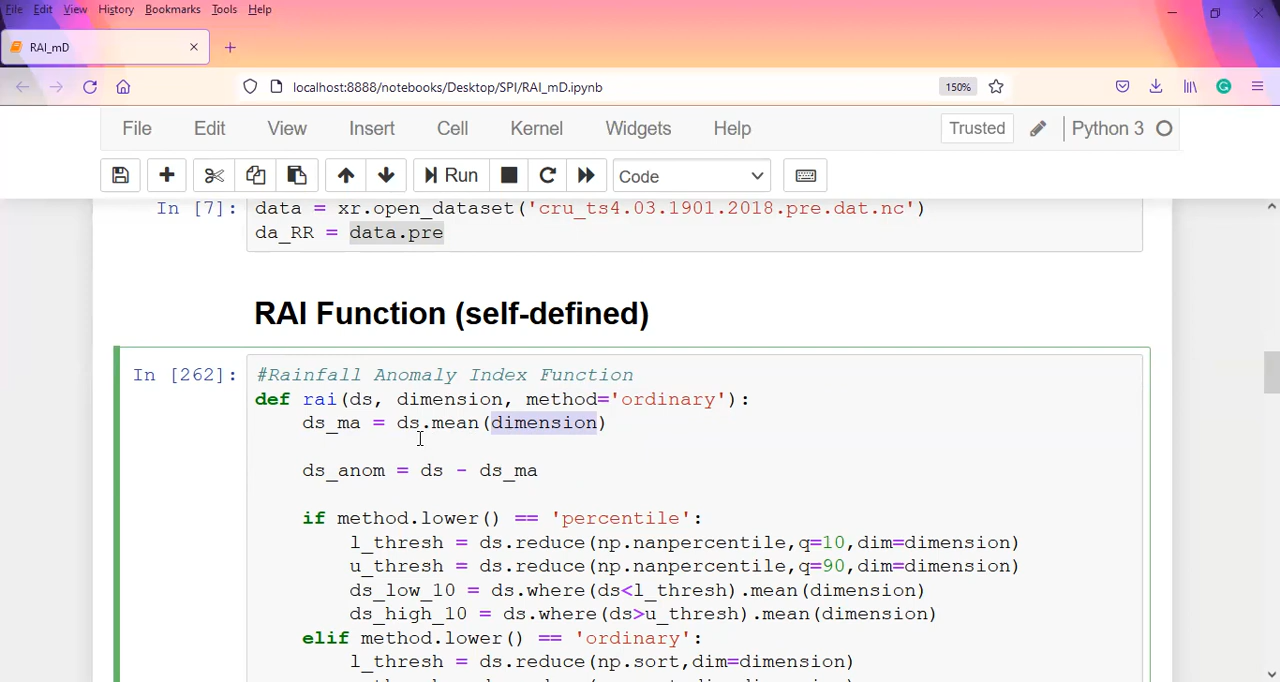 File Edit View History Bookmarks Tools Help
RAI_mD
localhost:8888/notebooks/Desktop/SPI/RAI_mD.ipynb 150%
File Edit View Insert Cell Kernel Widgets Help Trusted Python 3
Run Code
In [7]: data = xr.open_dataset('cru_ts4.03.1901.2018.pre.dat.nc')
da_RR = data.pre
RAI Function (self-defined)
In [262]: #Rainfall Anomaly Index Function
def rai(ds, dimension, method='ordinary'):
ds_ma = ds.mean(dimension)
ds_anom = ds - ds_ma
if method.lower() == 'percentile':
l_thresh = ds.reduce(np.nanpercentile,q=10,dim=dimension)
u_thresh = ds.reduce(np.nanpercentile,q=90,dim=dimension)
ds_low_10 = ds.where(ds<l_thresh).mean(dimension)
ds_high_10 = ds.where(ds>u_thresh).mean(dimension)
elif method.lower() == 'ordinary':
l_thresh = ds.reduce(np.sort,dim=dimension)